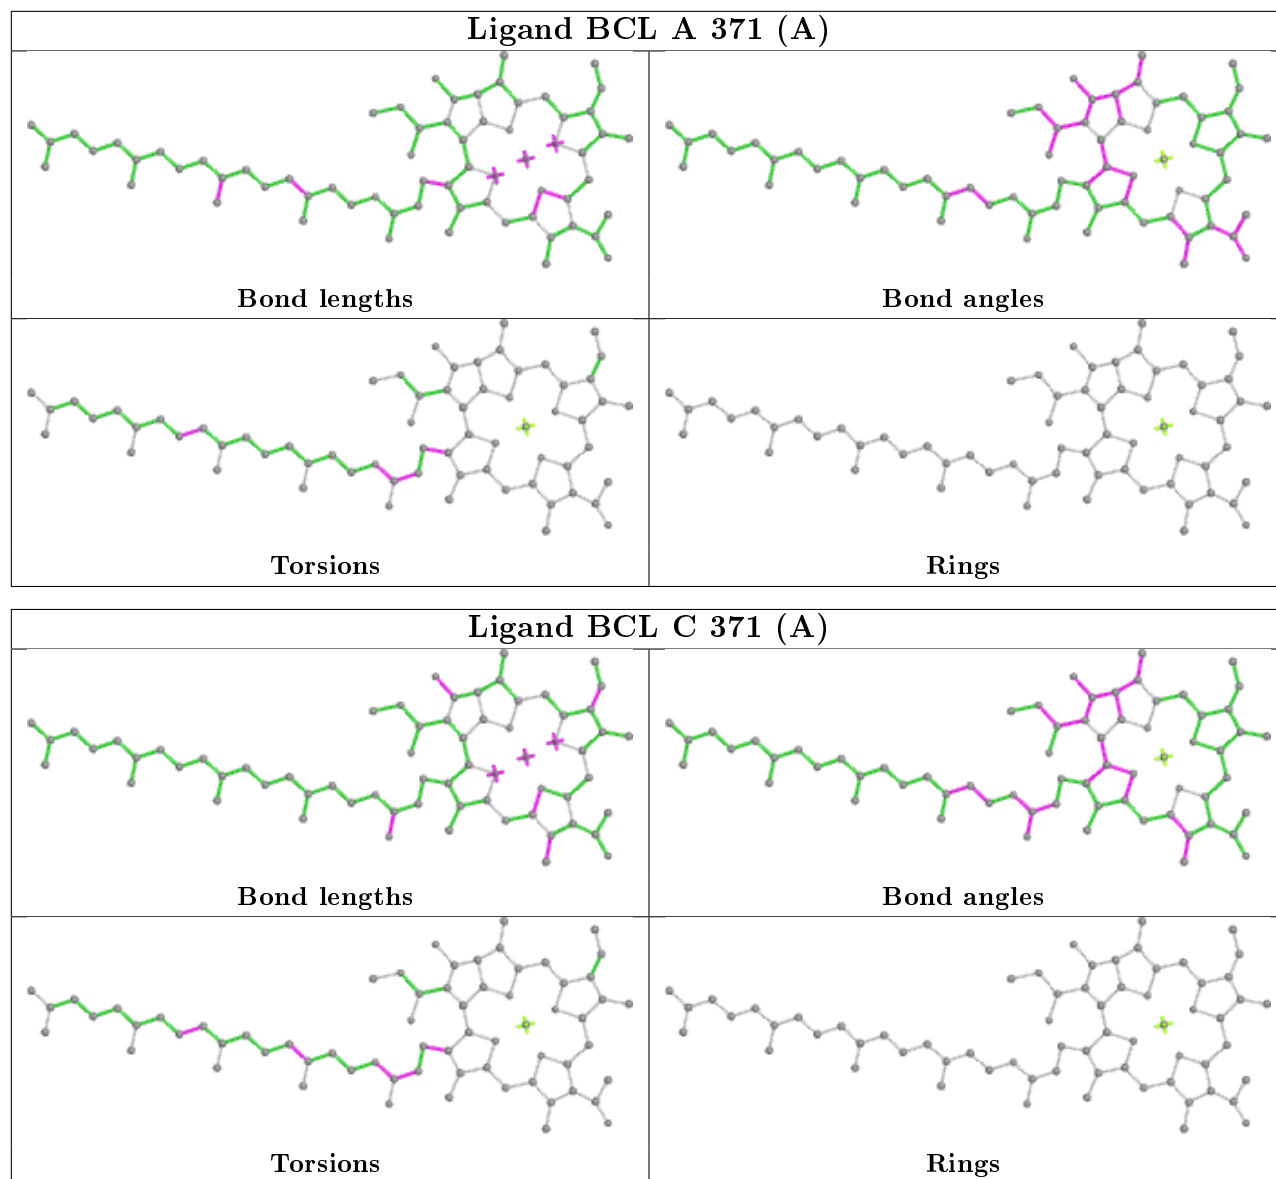 Ligand BCL A 371 (A)
Bond lengths
Bond angles
Torsions
Rings
Ligand BCL C 371 (A)
Bond lengths
Bond angles
Torsions
Rings